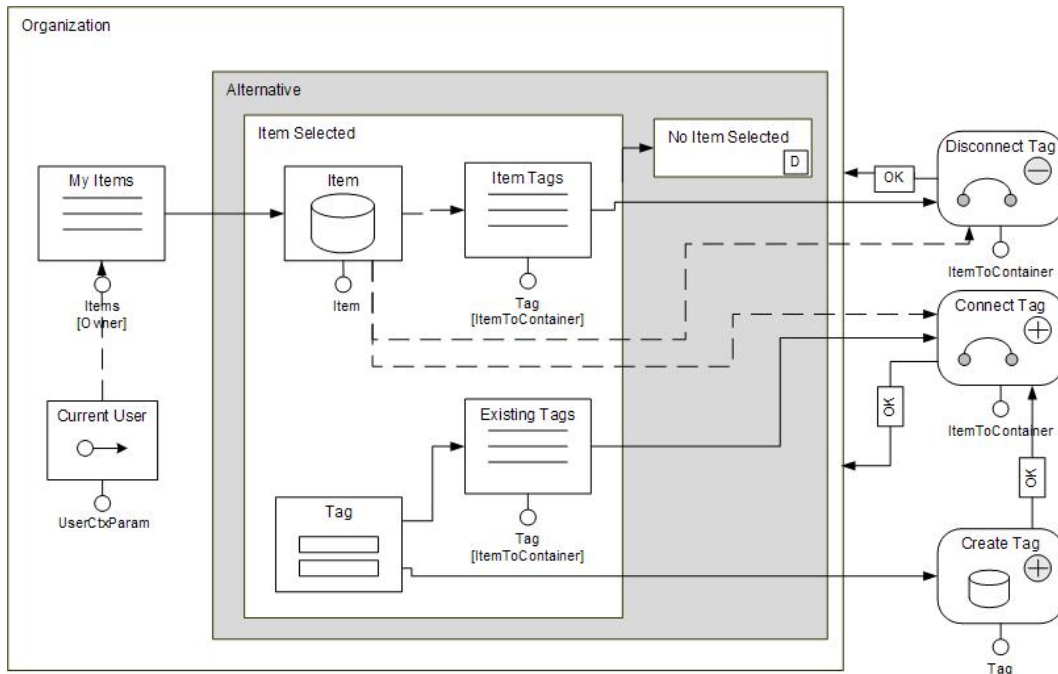 Organization
Alternative
Item Selected
No Item Selected
D
My Items
Item
Item Tags
Disconnect Tag
OK
ItemToContainer
Items
[Owner]
Item
Tag
[ItemToContainer]
Connect Tag
OK
ItemToContainer
Current User
UserCtxParam
Existing Tags
Tag
Tag
[ItemToContainer]
OK
Create Tag
Tag